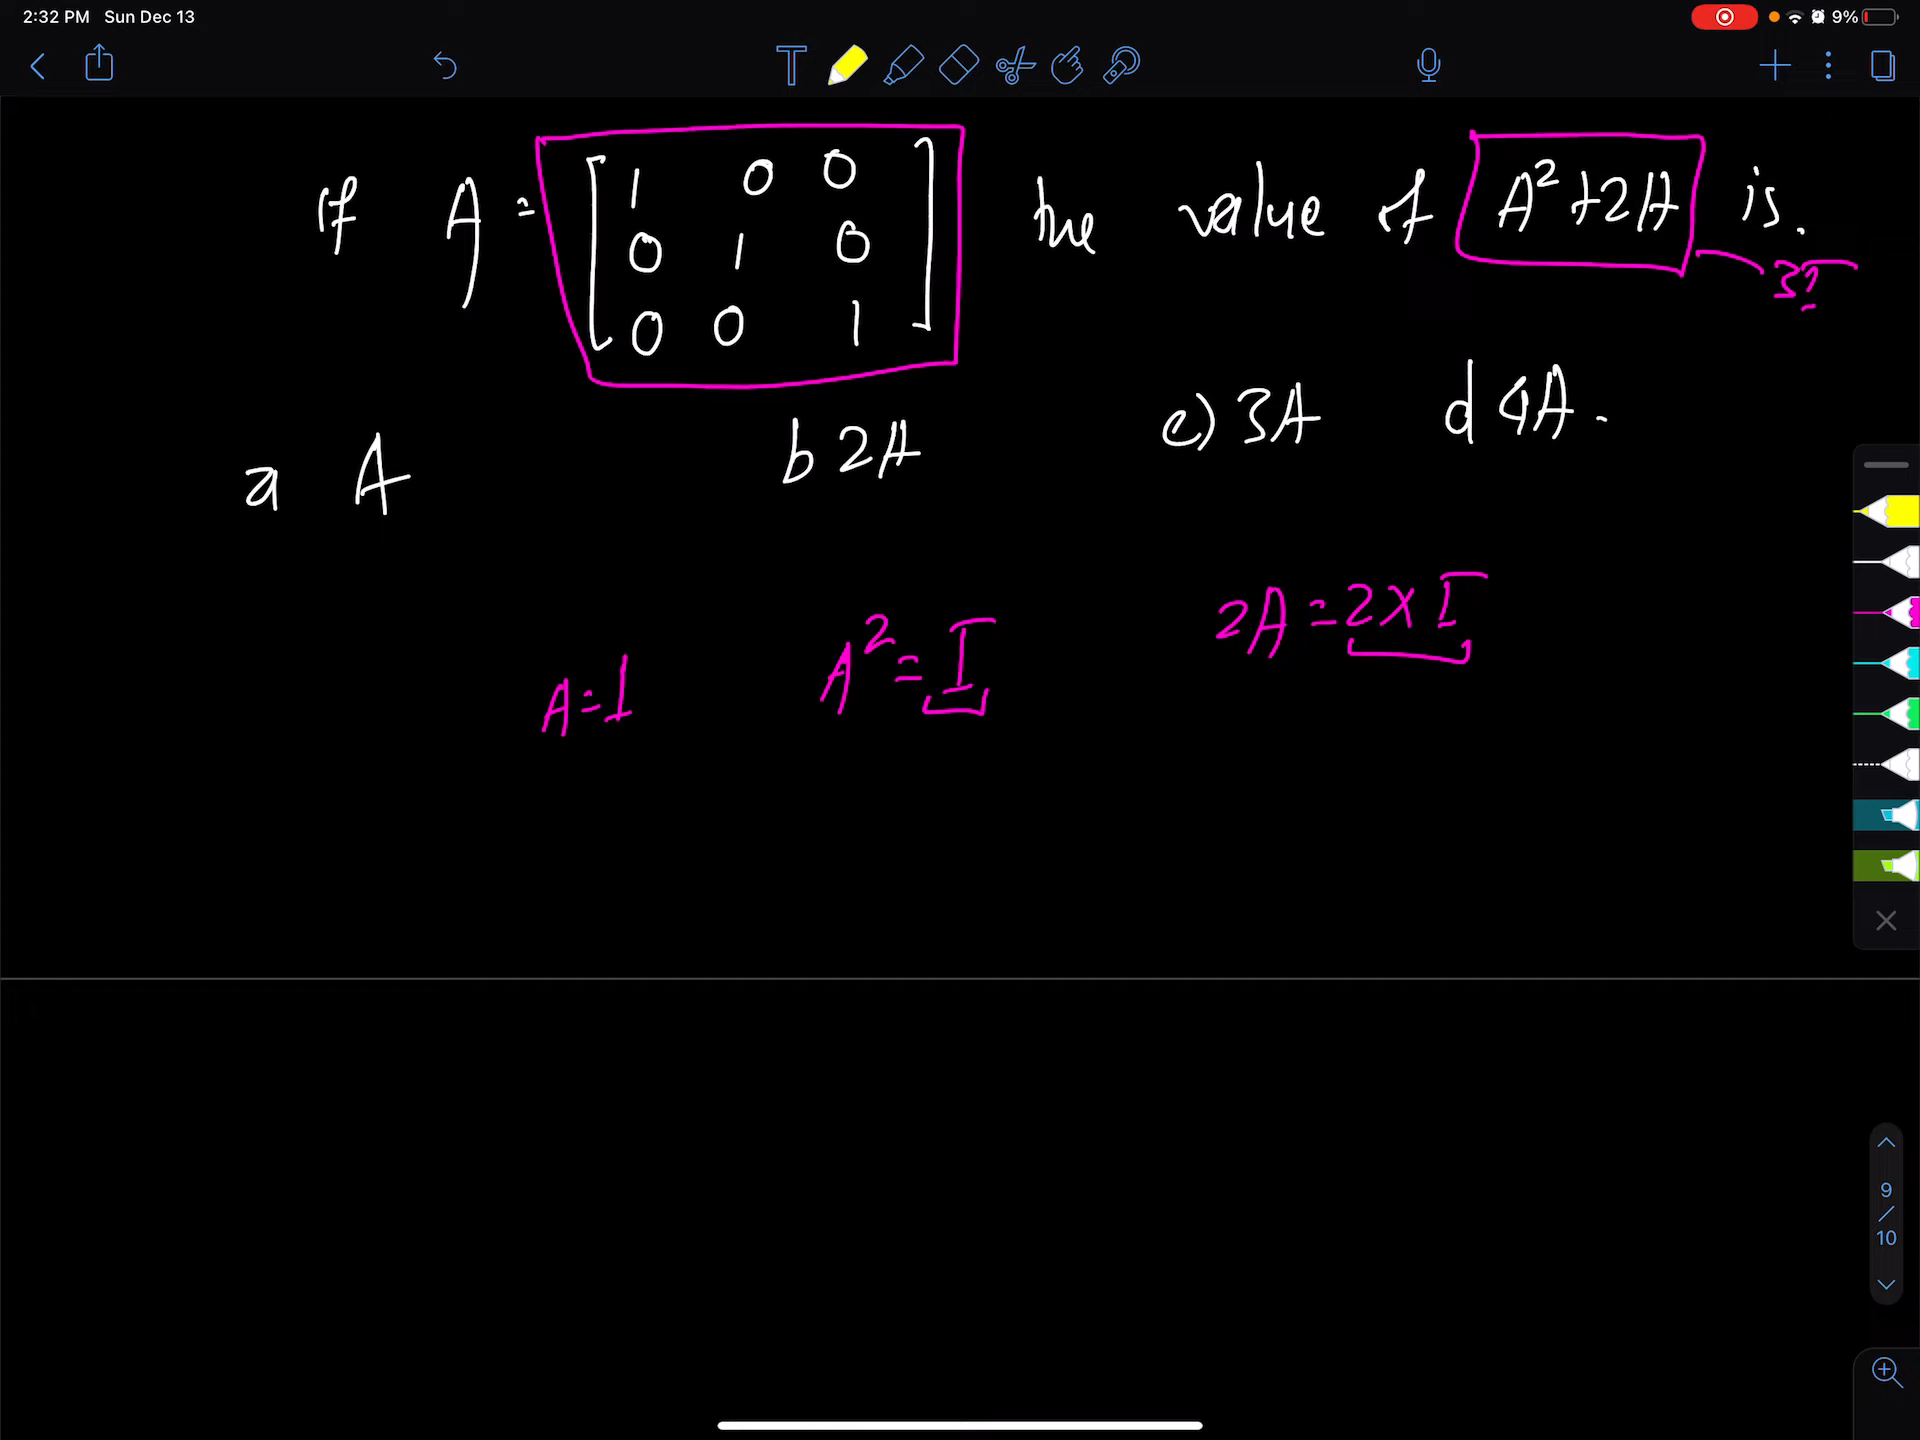 2:32 PM Sun Dec 13
9%
T
If A = [ 1 0 0 the value of A²+2A is.
0 1 0
0 0 1 ]
3I
a A b 2A c) 3A d 4A.
A = I A² = I 2A = 2 x I
9
/
10